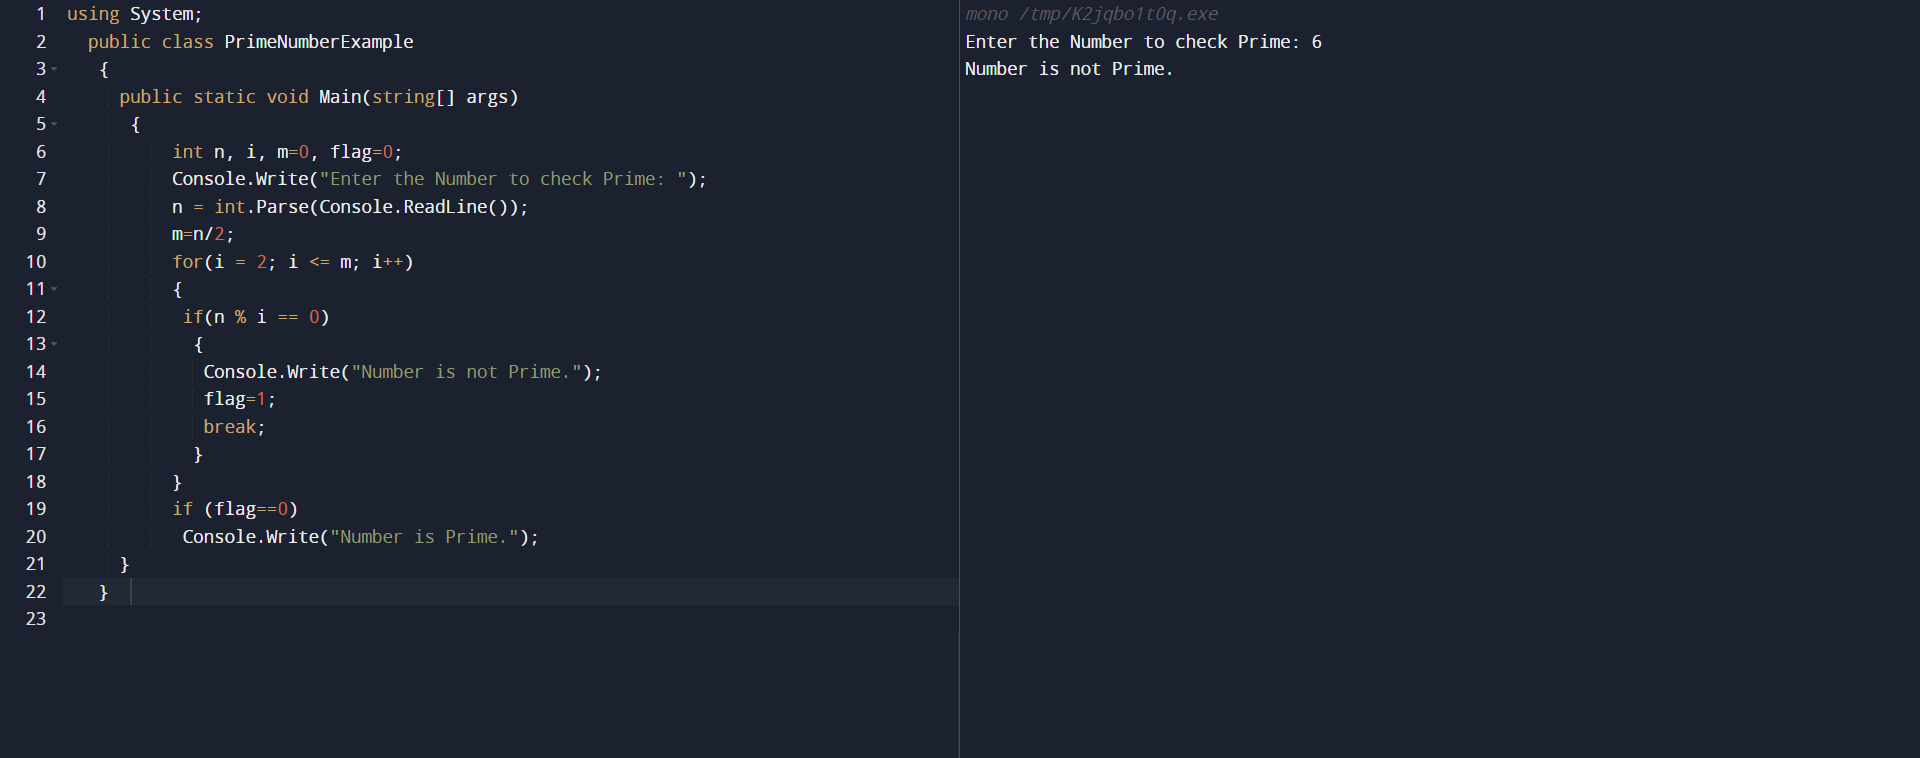 1 using System;
2 public class PrimeNumberExample
3 {
4 public static void Main(string[] args)
5 {
6 int n, i, m=0, flag=0;
7 Console.Write("Enter the Number to check Prime: ");
8 n = int.Parse(Console.ReadLine());
9 m=n/2;
10 for(i = 2; i <= m; i++)
11 {
12 if(n % i == 0)
13 {
14 Console.Write("Number is not Prime.");
15 flag=1;
16 break;
17 }
18 }
19 if (flag==0)
20 Console.Write("Number is Prime.");
21 }
22 }
23
mono /tmp/K2jqbo1tOq.exe
Enter the Number to check Prime: 6
Number is not Prime.